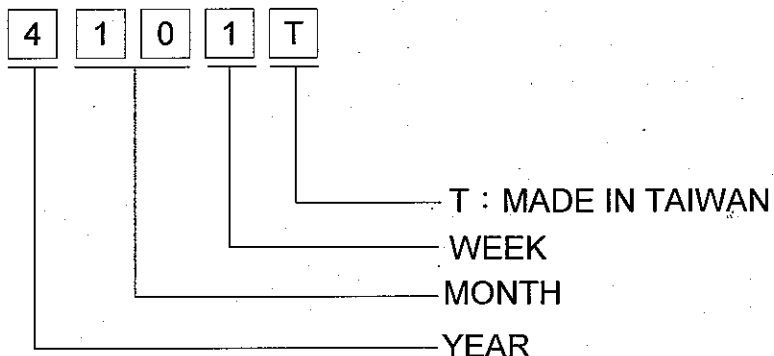 4 1 0 1 T
T : MADE IN TAIWAN
WEEK
MONTH
YEAR